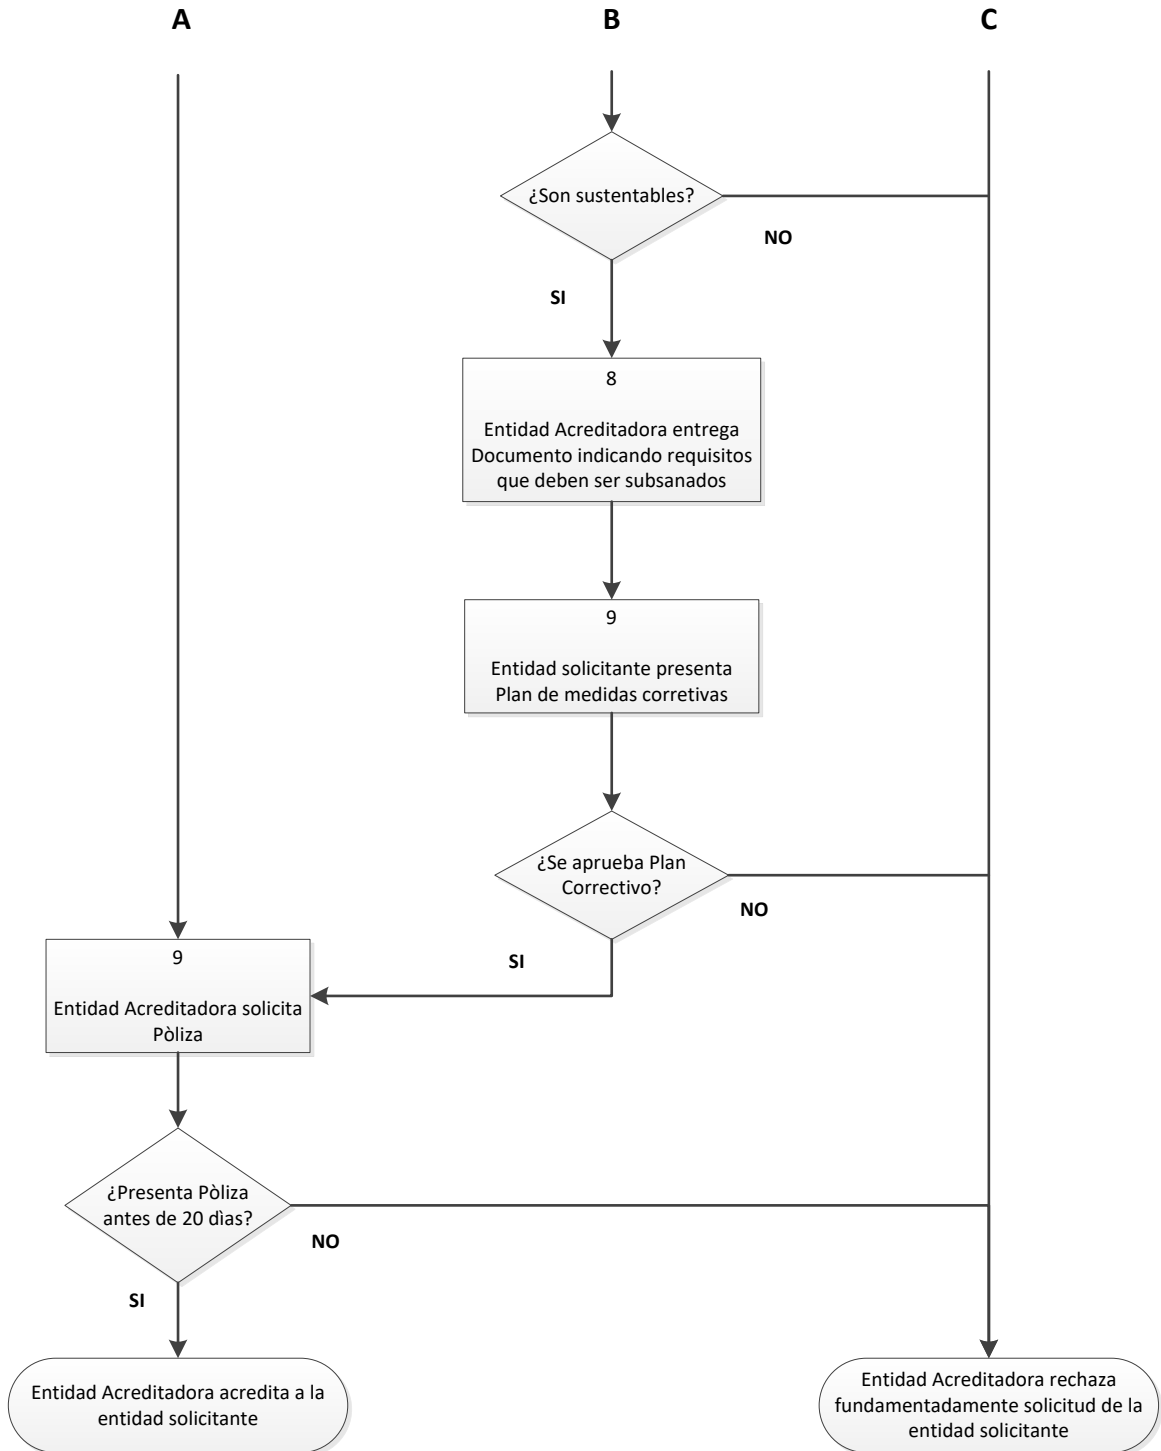 A
B
C
¿Son sustentables?
NO
SI
8
Entidad Acreditadora entrega
Documento indicando requisitos
que deben ser subsanados
9
Entidad solicitante presenta
Plan de medidas corretivas
¿Se aprueba Plan
Correctivo?
NO
SI
9
Entidad Acreditadora solicita
Pòliza
¿Presenta Pòliza
antes de 20 dìas?
NO
SI
Entidad Acreditadora acredita a la
entidad solicitante
Entidad Acreditadora rechaza
fundamentadamente solicitud de la
entidad solicitante